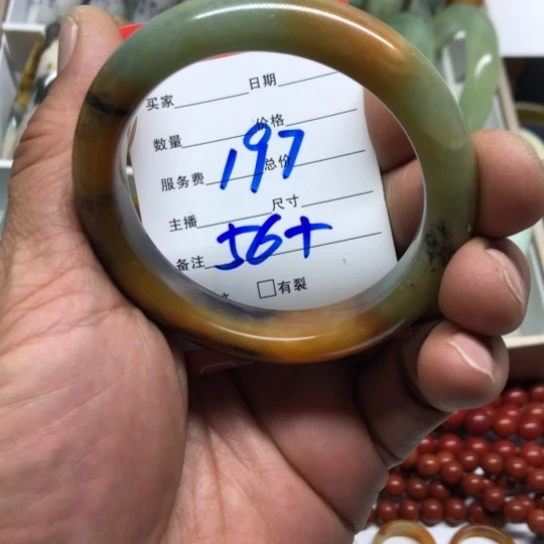 买家 日期
数量 价格
服务费 197 总价
主播 尺寸
备注 56+
□有裂